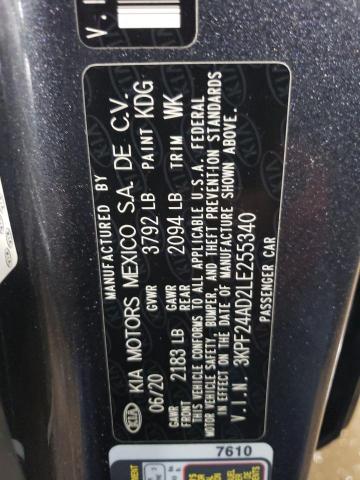 MANUFACTURED BY
KIA KIA MOTORS MEXICO S.A. DE C.V.
06/20 GVWR 3792 LB PAINT KDG
GAWR FRONT 2183 LB GAWR REAR 2094 LB TRIM WK
THIS VEHICLE CONFORMS TO ALL APPLICABLE U.S.A. FEDERAL
MOTOR VEHICLE SAFETY, BUMPER, AND THEFT PREVENTION STANDARDS
IN EFFECT ON THE DATE OF MANUFACTURE SHOWN ABOVE.
V.I.N. 3KPF24AD2LE255340
PASSENGER CAR
7610